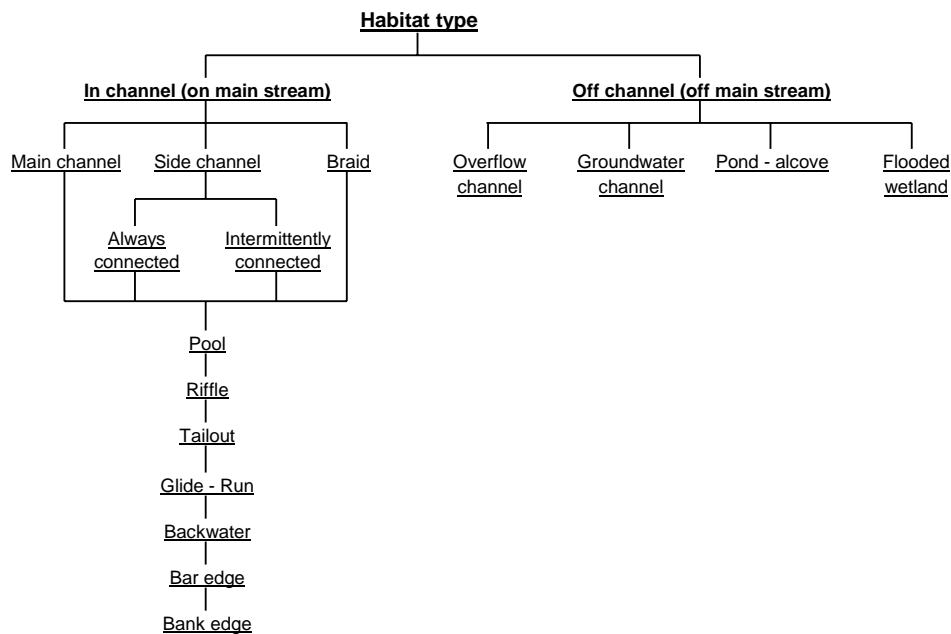 Habitat type
In channel (on main stream)
Off channel (off main stream)
Main channel
Side channel
Braid
Overflow
channel
Groundwater
channel
Pond - alcove
Flooded
wetland
Always
connected
Intermittently
connected
Pool
Riffle
Tailout
Glide - Run
Backwater
Bar edge
Bank edge